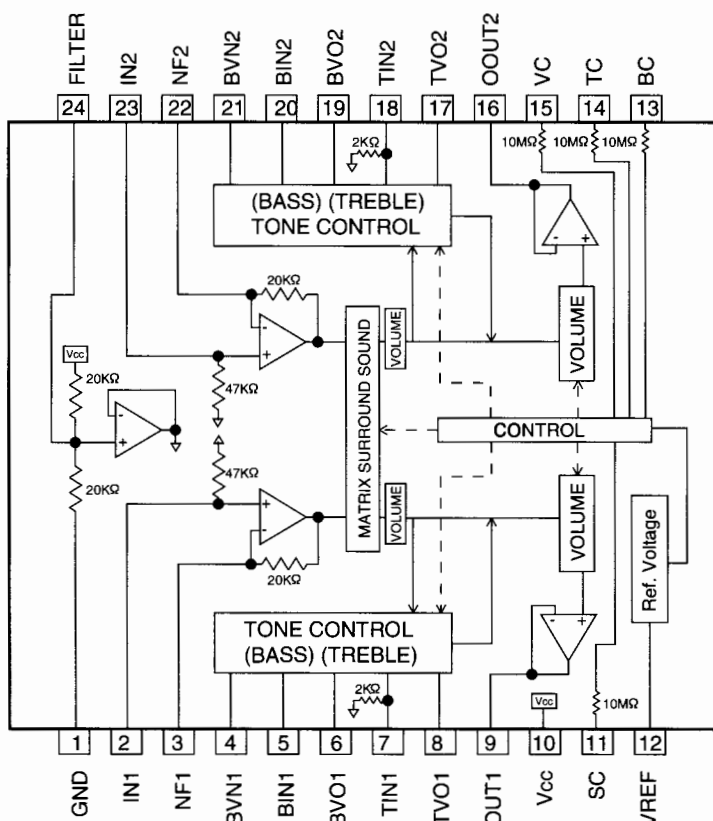 FILTER
IN2
NF2
BVN2
BIN2
BVO2
TIN2
TVO2
OOUT2
VC
TC
BC
24
23
22
21
20
19
18
17
16
15
14
13
2KΩ
10MΩ
10MΩ
10MΩ
(BASS) (TREBLE)
TONE CONTROL
20KΩ
VOLUME
VOLUME
Vcc
20KΩ
47KΩ
MATRIX SURROUND SOUND
CONTROL
20KΩ
47KΩ
VOLUME
VOLUME
20KΩ
Ref. Voltage
TONE CONTROL
(BASS) (TREBLE)
2KΩ
Vcc
10MΩ
1
2
3
4
5
6
7
8
9
10
11
12
GND
IN1
NF1
BVN1
BIN1
BVO1
TIN1
TVO1
OUT1
Vcc
SC
VREF